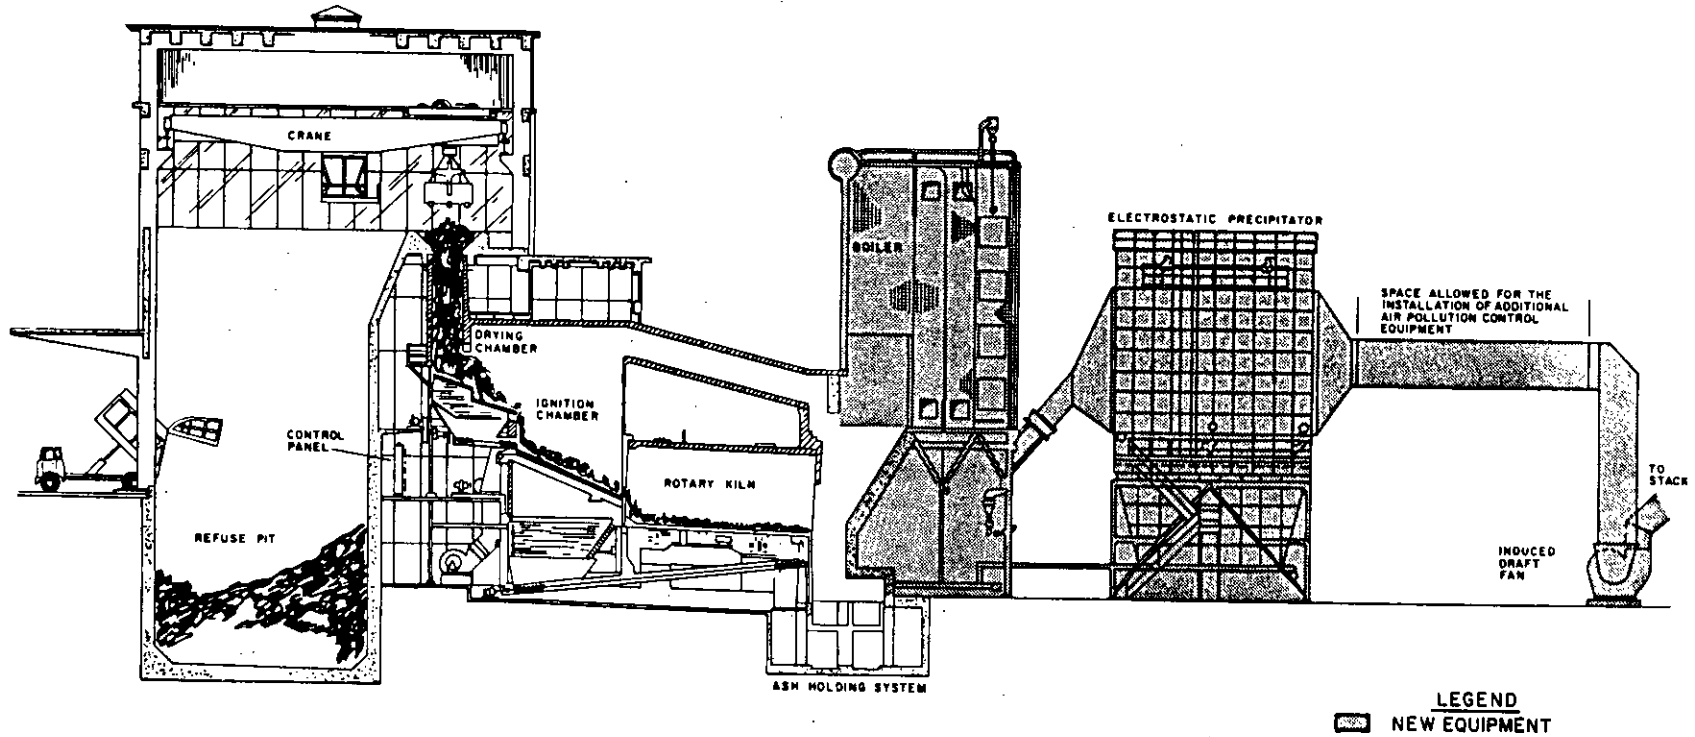 CRANE
BOILER
ELECTROSTATIC PRECIPITATOR
SPACE ALLOWED FOR THE
INSTALLATION OF ADDITIONAL
AIR POLLUTION CONTROL
EQUIPMENT
DRYING
CHAMBER
IGNITION
CHAMBER
CONTROL
PANEL
ROTARY KILN
REFUSE PIT
TO
STACK
INDUCED
DRAFT
FAN
ASH HOLDING SYSTEM
LEGEND
NEW EQUIPMENT